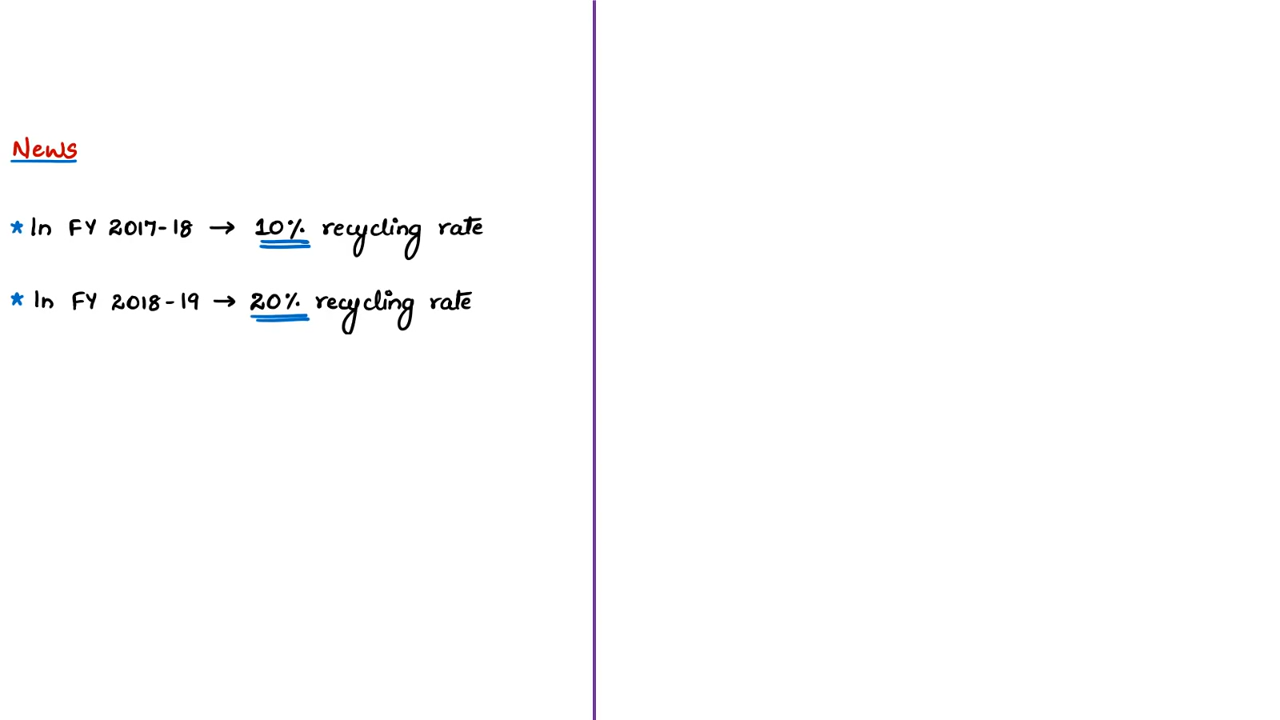 News
* In FY 2017-18 → 10% recycling rate
* In FY 2018-19 → 20% recycling rate